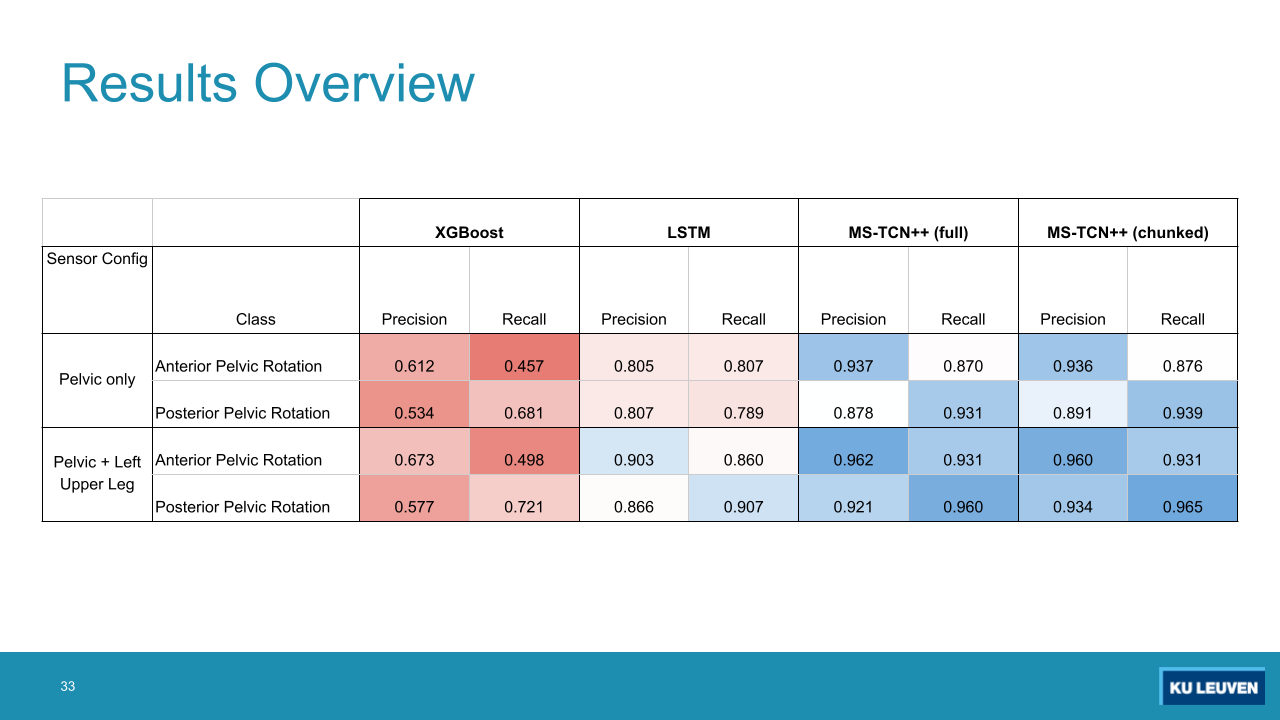 Results Overview
XGBoost LSTM MS-TCN++ (full) MS-TCN++ (chunked)
Sensor Config
Class Precision Recall Precision Recall Precision Recall Precision Recall
Pelvic only
Anterior Pelvic Rotation 0.612 0.457 0.805 0.807 0.937 0.870 0.936 0.876
Posterior Pelvic Rotation 0.534 0.681 0.807 0.789 0.878 0.931 0.891 0.939
Pelvic + Left
Upper Leg
Anterior Pelvic Rotation 0.673 0.498 0.903 0.860 0.962 0.931 0.960 0.931
Posterior Pelvic Rotation 0.577 0.721 0.866 0.907 0.921 0.960 0.934 0.965
33
KU LEUVEN